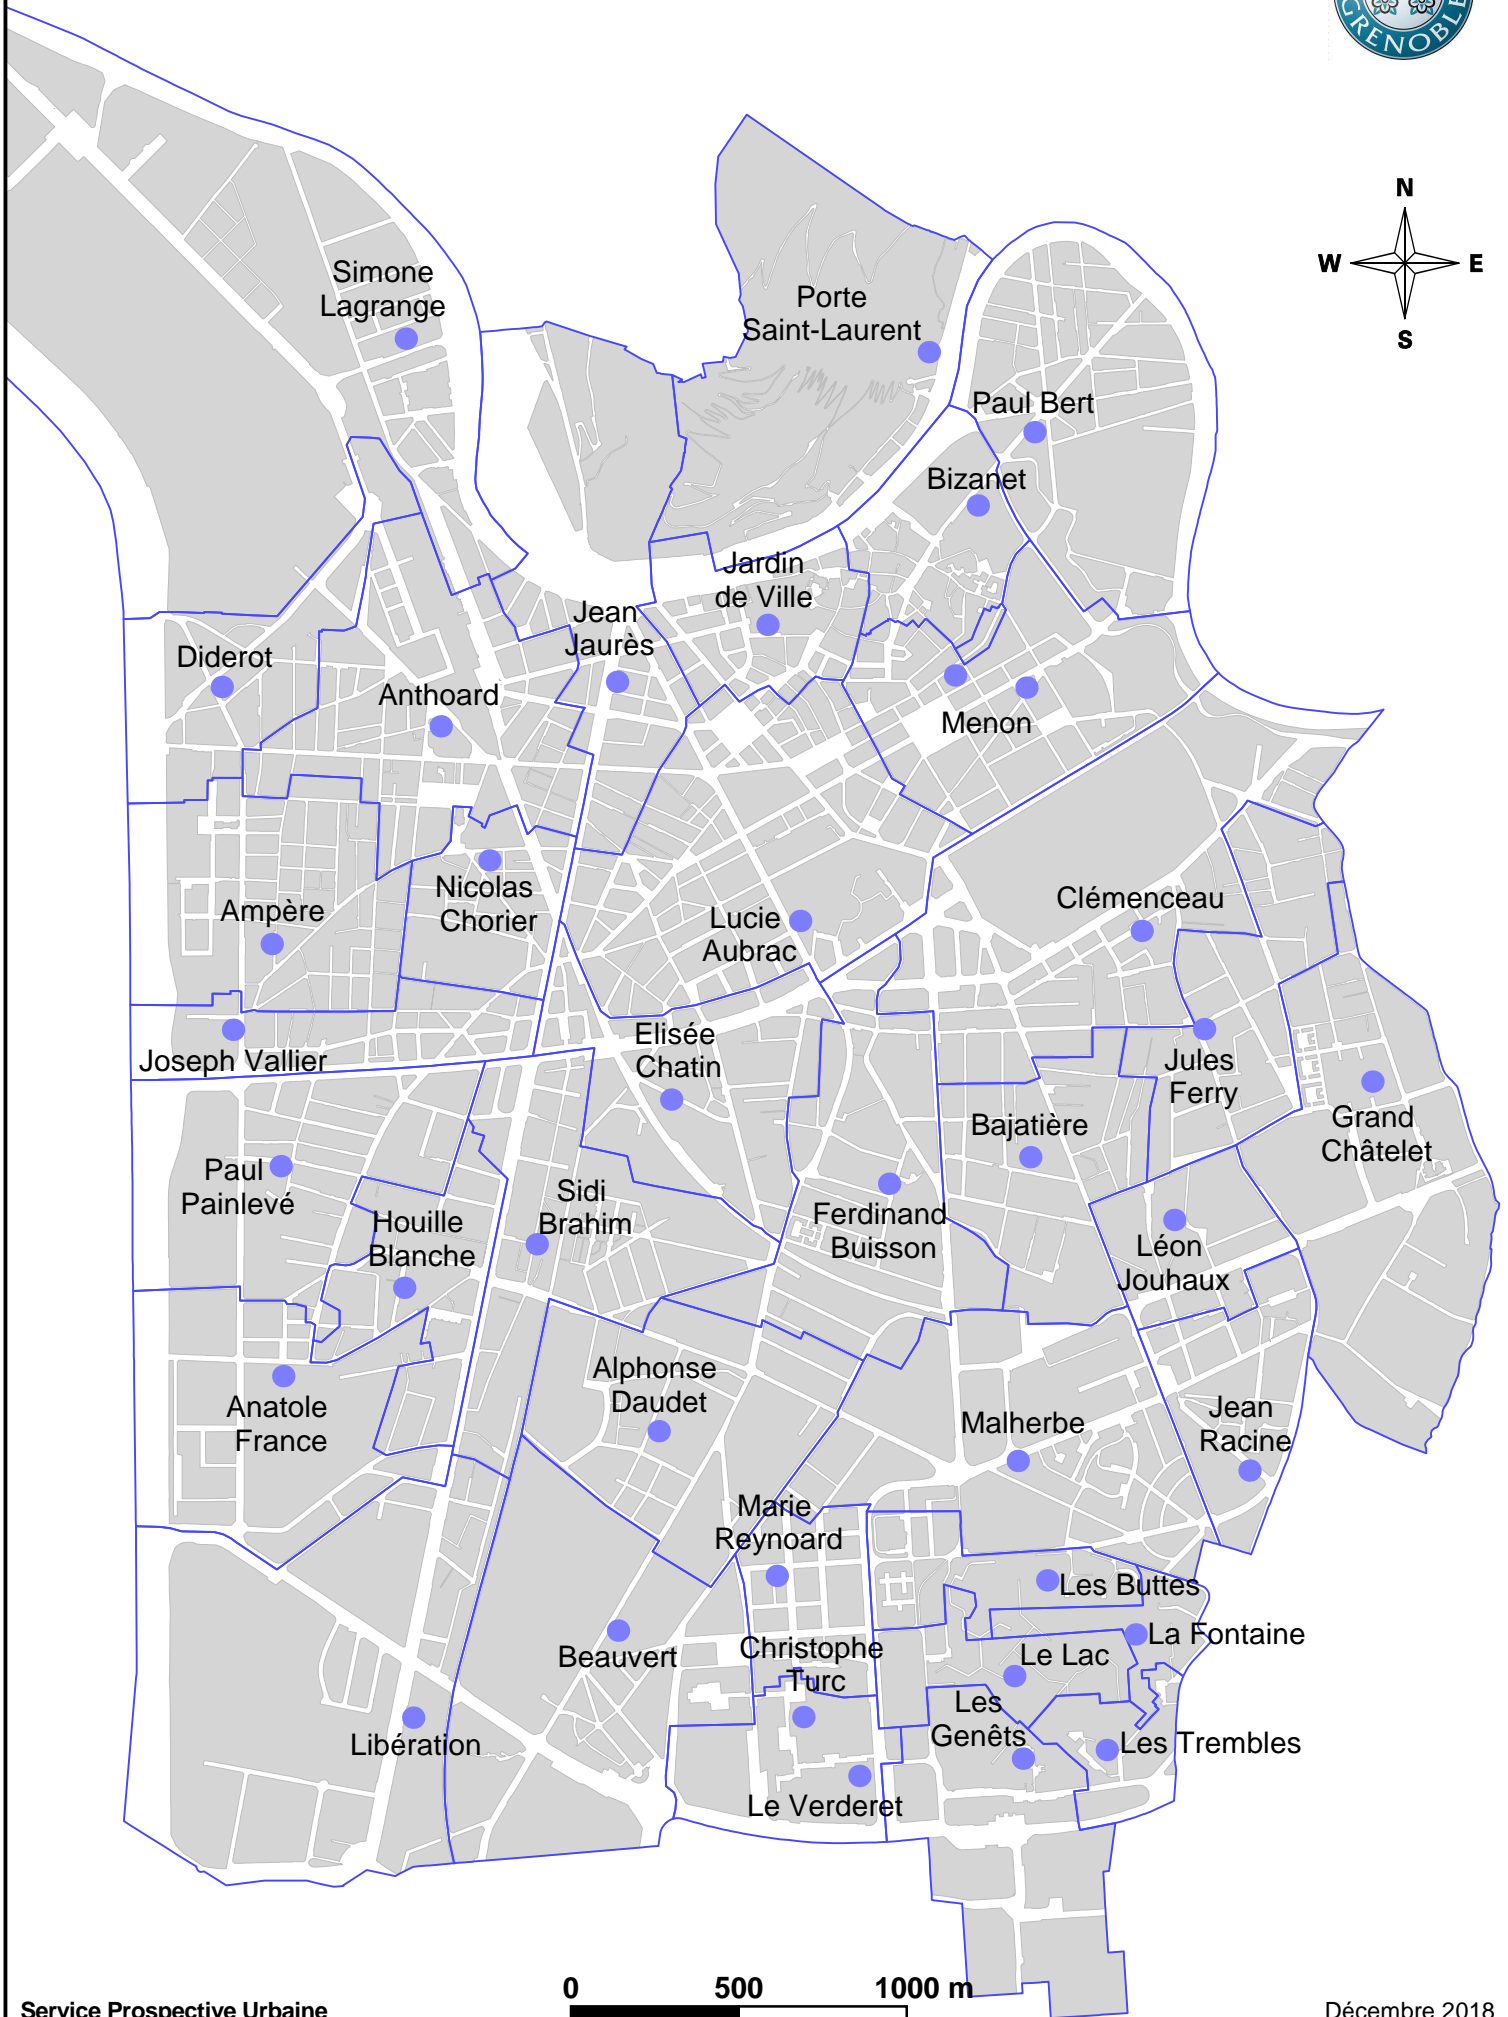 GRENOBLE
N
W E
S
Simone
Lagrange
Porte
Saint-Laurent
Paul Bert
Bizanet
Jardin
de Ville
Jean
Jaurès
Diderot
Anthoard
Menon
Nicolas
Chorier
Ampère
Lucie
Aubrac
Clémenceau
Joseph Vallier
Elisée
Chatin
Jules
Ferry
Grand
Châtelet
Bajatière
Paul
Painlevé
Sidi
Brahim
Houille
Blanche
Ferdinand
Buisson
Léon
Jouhaux
Anatole
France
Alphonse
Daudet
Malherbe
Jean
Racine
Marie
Reynoard
Les Buttes
La Fontaine
Le Lac
Beauvert
Christophe
Turc
Les
Genêts
Les Trembles
Libération
Le Verderet
0 500 1000 m
Service Prospective Urbaine
Décembre 2018